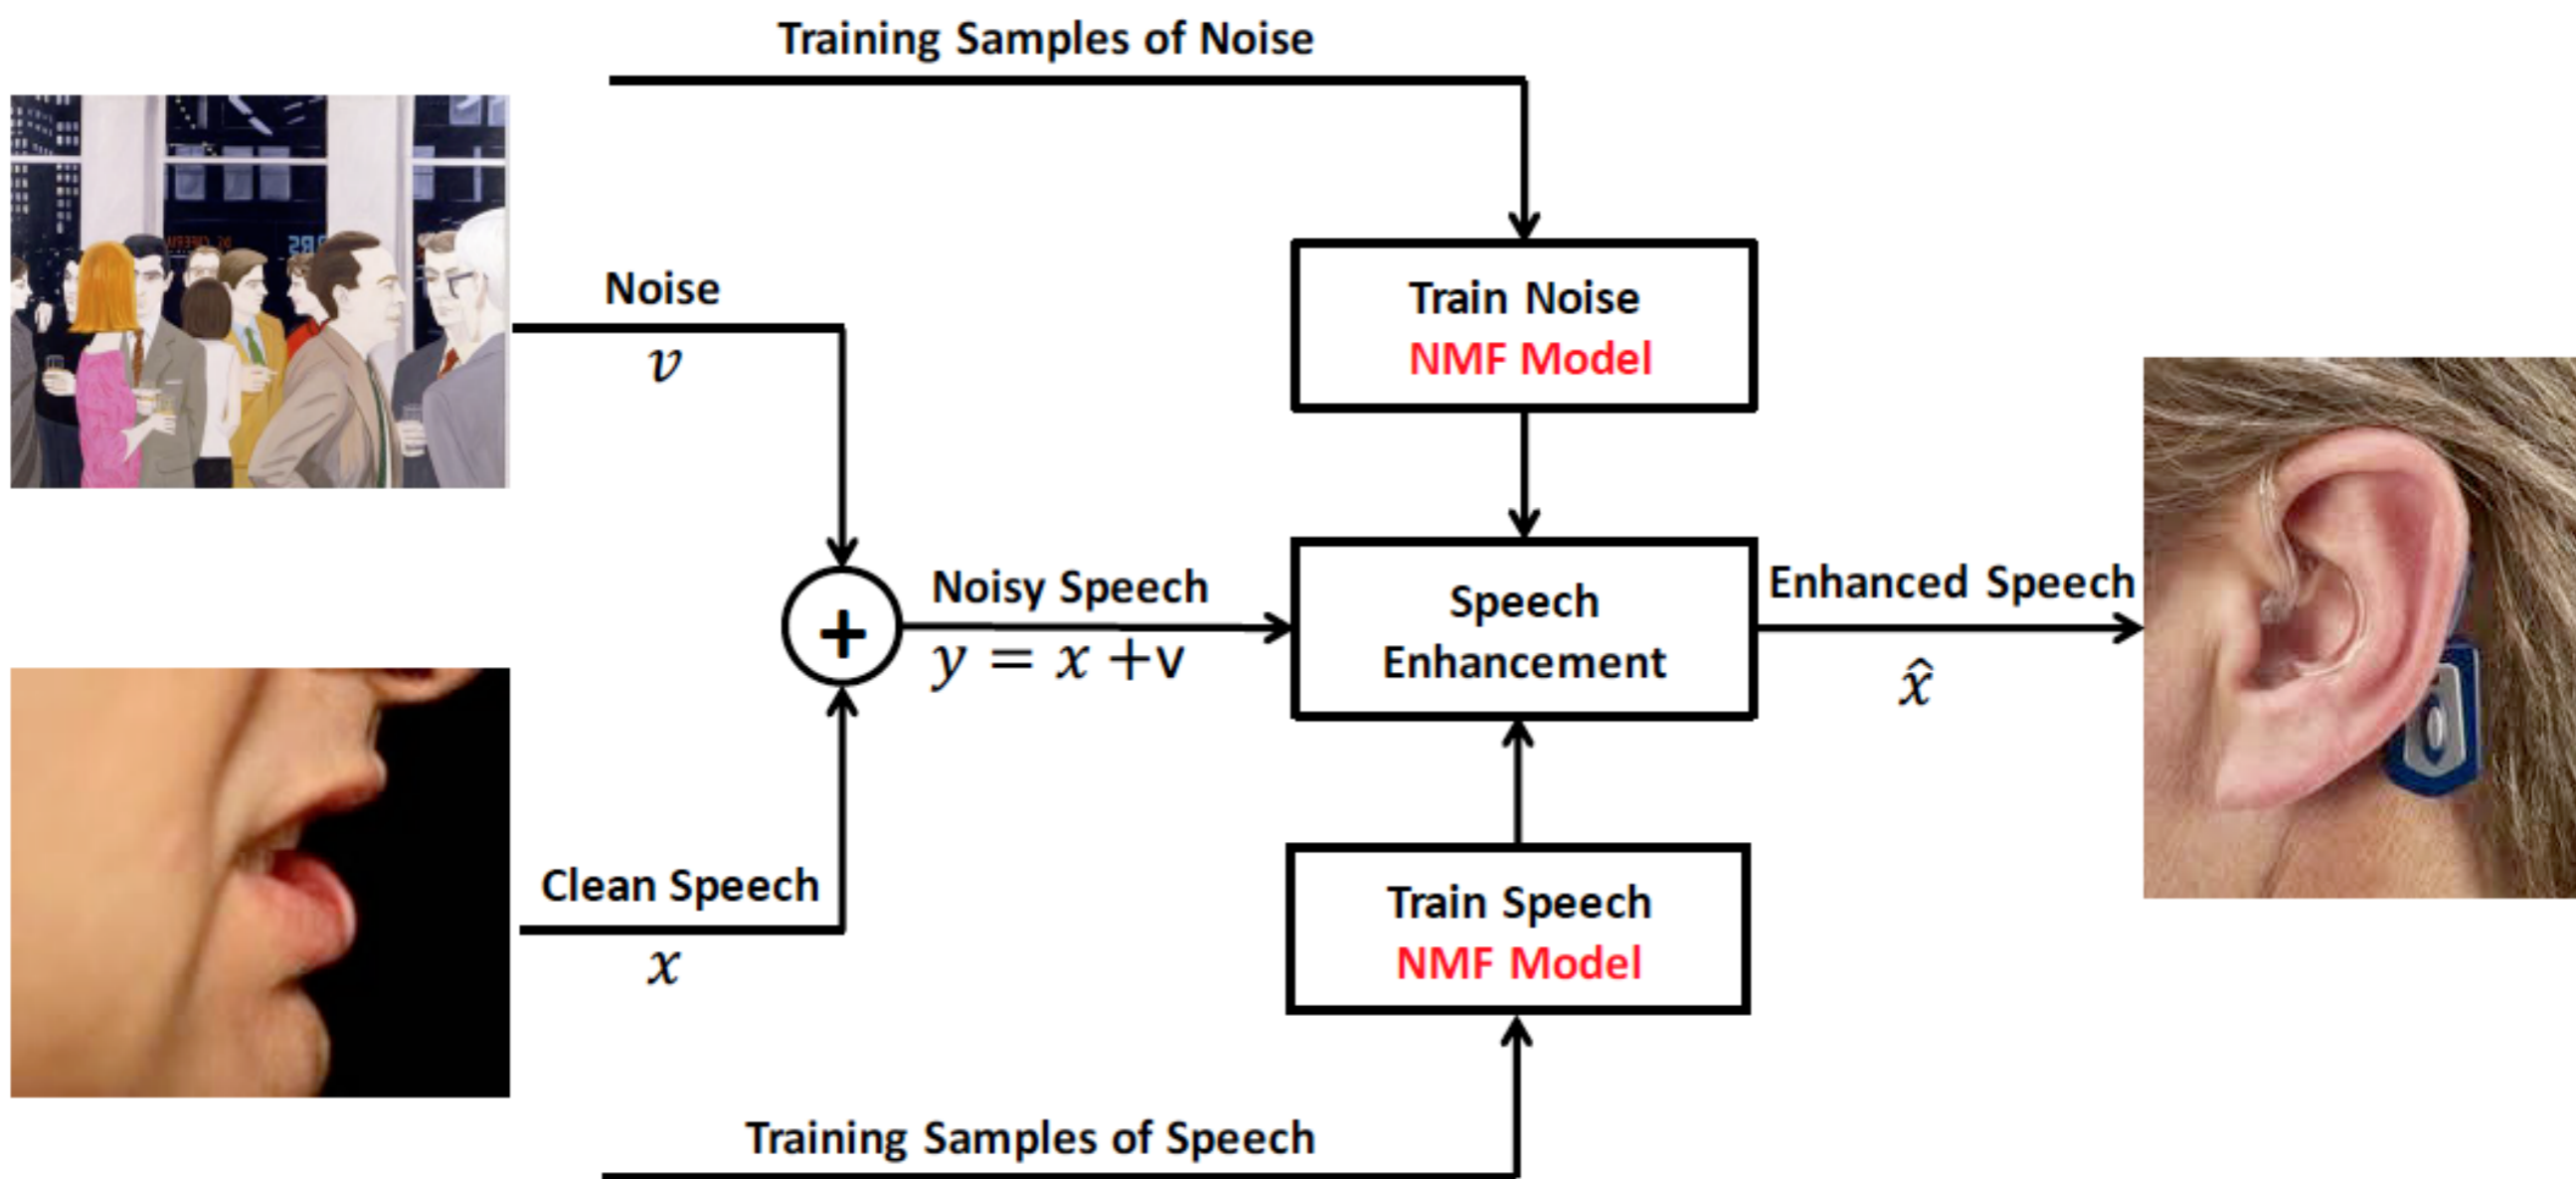 Training Samples of Noise
Noise
v
Train Noise
NMF Model
Noisy Speech
y = x +v
+
Speech
Enhancement
Enhanced Speech
x̂
Clean Speech
x
Train Speech
NMF Model
Training Samples of Speech